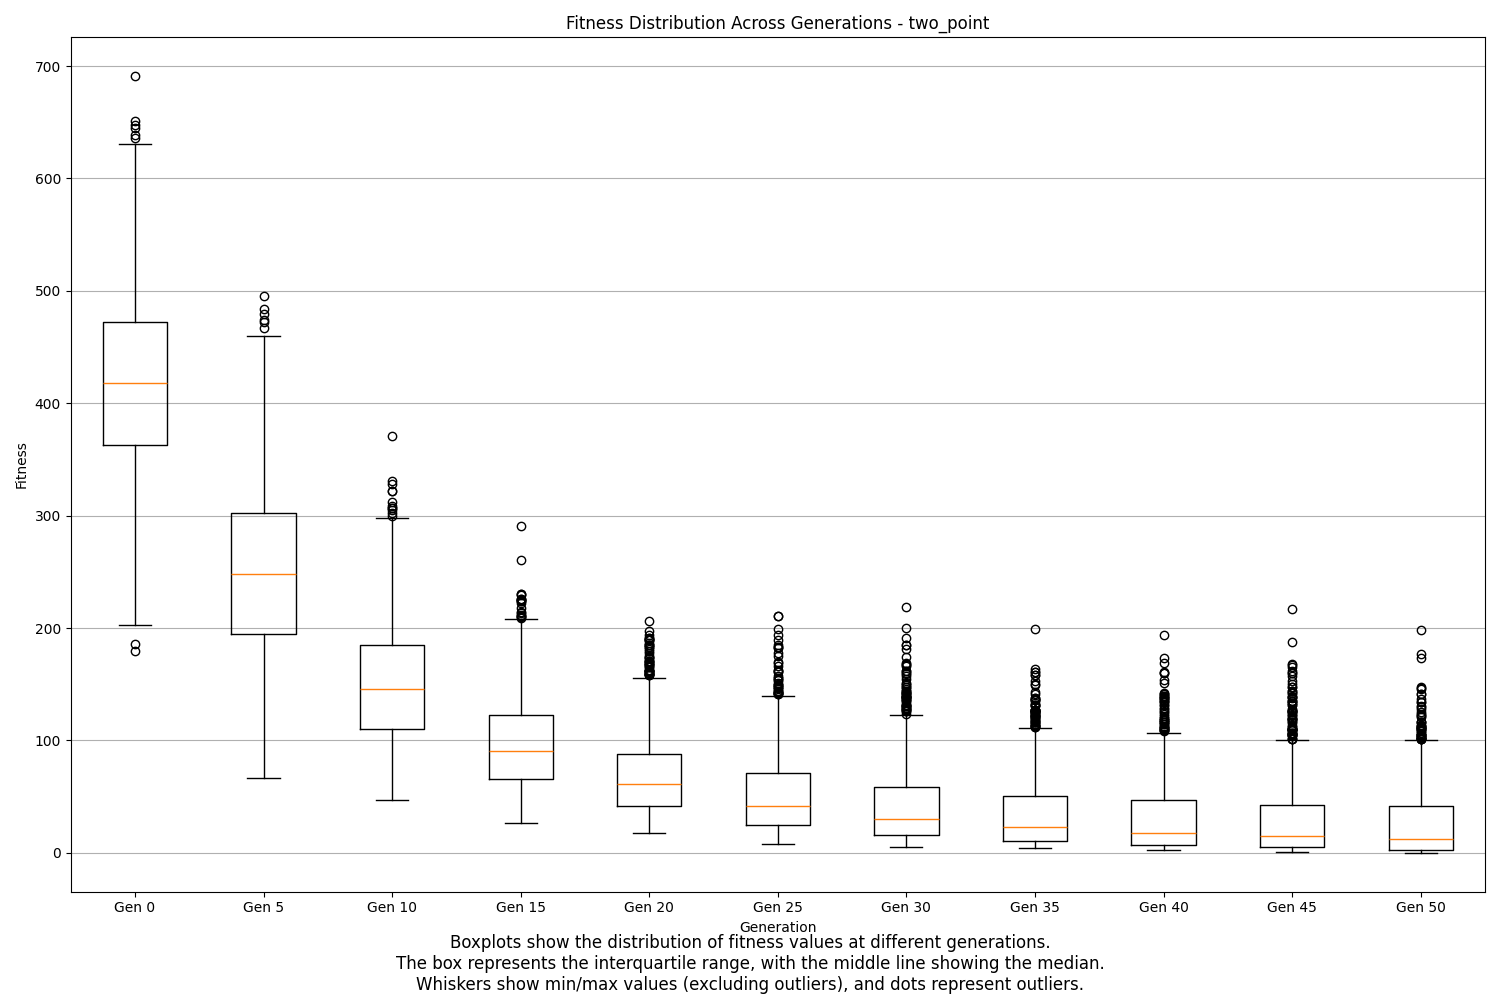 Fitness Distribution Across Generations - two_point
Fitness
700
600
500
400
300
200
100
0
Gen 0 Gen 5 Gen 10 Gen 15 Gen 20 Gen 25 Gen 30 Gen 35 Gen 40 Gen 45 Gen 50
Generation
Boxplots show the distribution of fitness values at different generations.
The box represents the interquartile range, with the middle line showing the median.
Whiskers show min/max values (excluding outliers), and dots represent outliers.